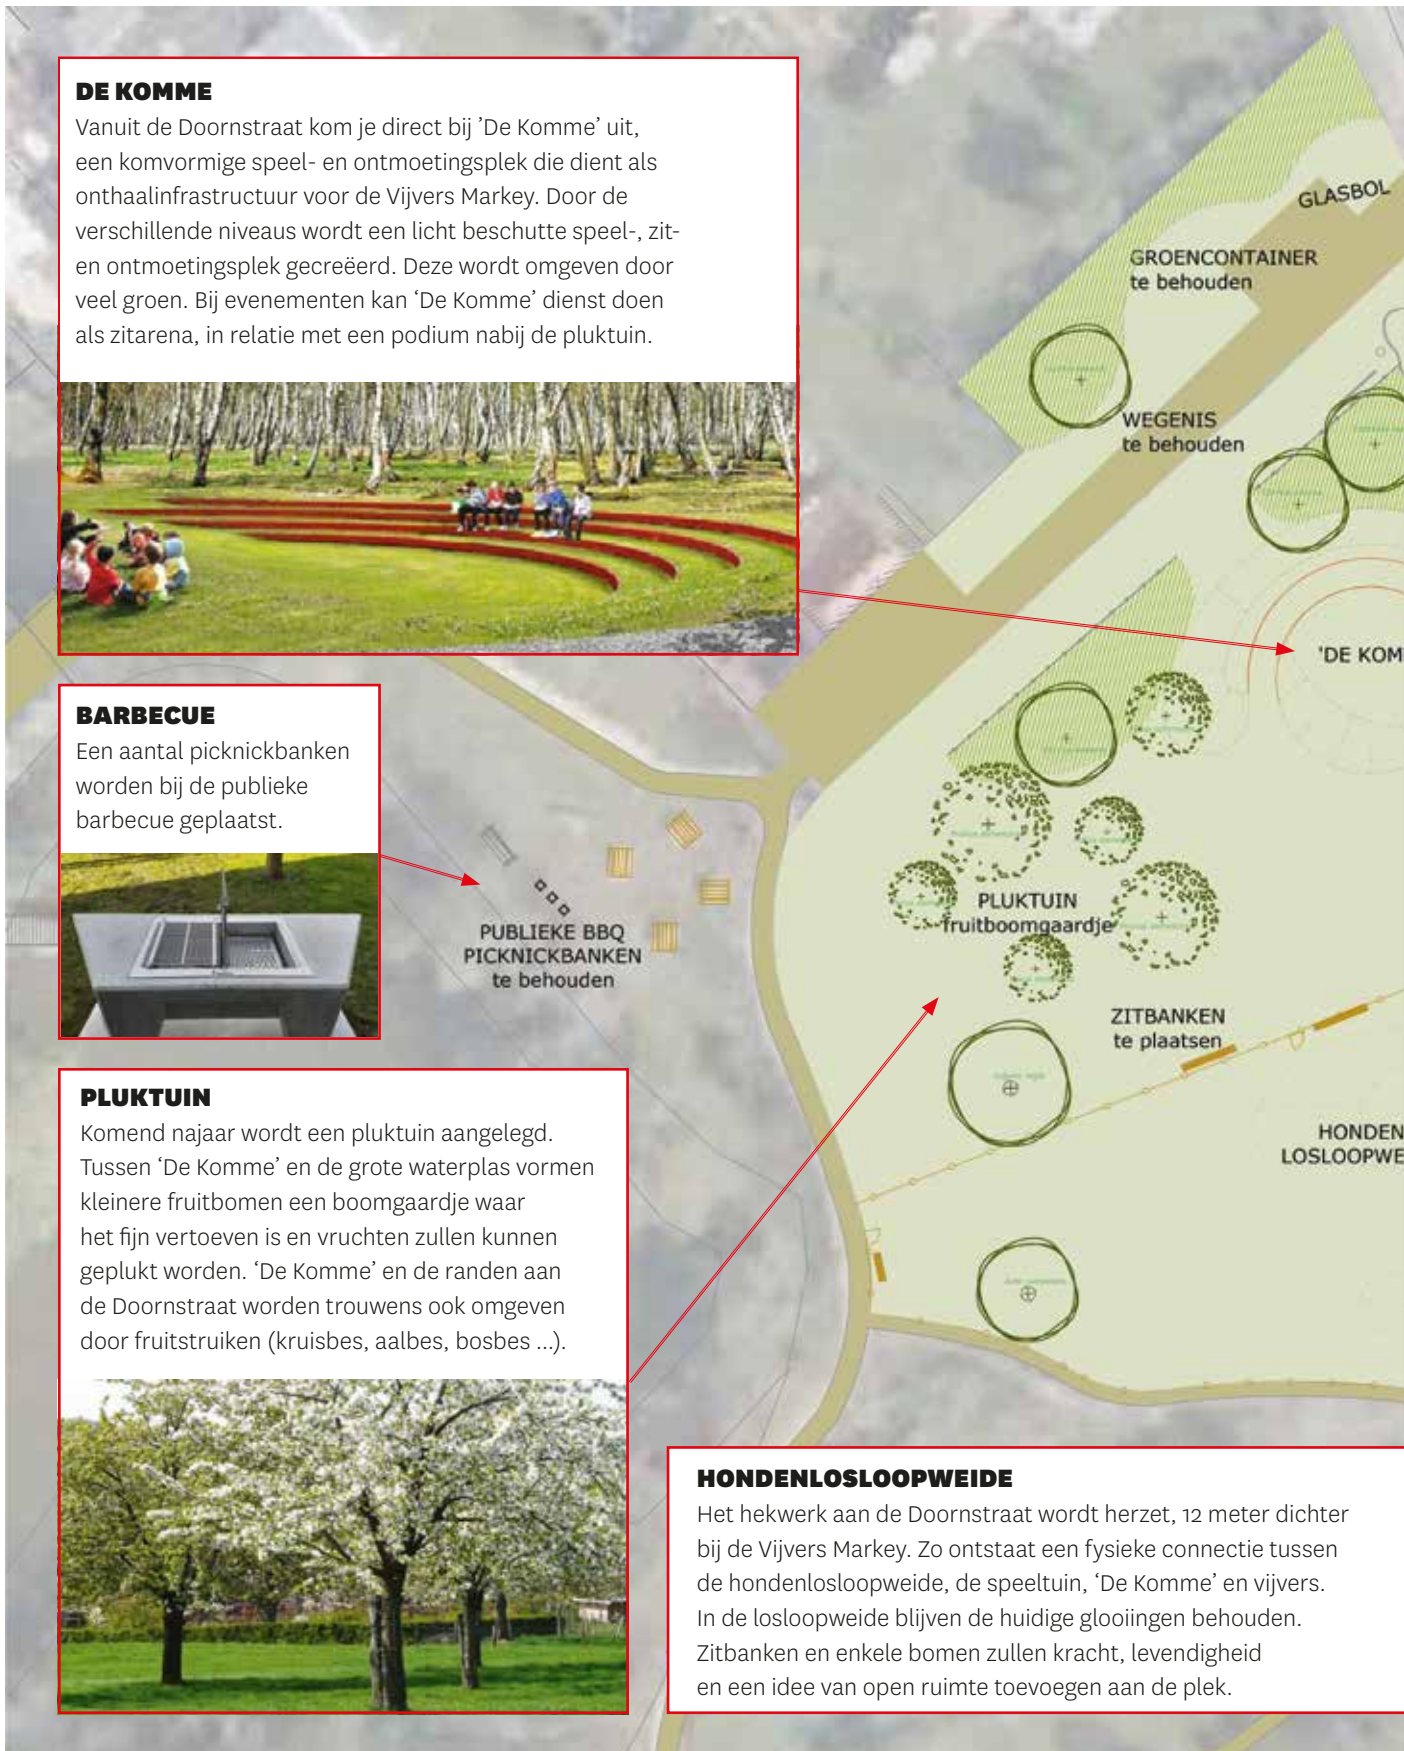 DE KOMME
Vanuit de Doornstraat kom je direct bij ’De Komme’ uit,
een komvormige speel- en ontmoetingsplek die dient als
onthaalinfrastructuur voor de Vijvers Markey. Door de
verschillende niveaus wordt een licht beschutte speel-, zit-
en ontmoetingsplek gecreëerd. Deze wordt omgeven door
veel groen. Bij evenementen kan ‘De Komme’ dienst doen
als zitarena, in relatie met een podium nabij de pluktuin.
GLASBOL
GROENCONTAINER
te behouden
WEGENIS
te behouden
'DE KOM
BARBECUE
Een aantal picknickbanken
worden bij de publieke
barbecue geplaatst.
PUBLIEKE BBQ
PICKNICKBANKEN
te behouden
PLUKTUIN
fruitboomgaardje
ZITBANKEN
te plaatsen
HONDEN
LOSLOOPWE
PLUKTUIN
Komend najaar wordt een pluktuin aangelegd.
Tussen ‘De Komme’ en de grote waterplas vormen
kleinere fruitbomen een boomgaardje waar
het fijn vertoeven is en vruchten zullen kunnen
geplukt worden. ‘De Komme’ en de randen aan
de Doornstraat worden trouwens ook omgeven
door fruitstruiken (kruisbes, aalbes, bosbes ...).
HONDENLOSLOOPWEIDE
Het hekwerk aan de Doornstraat wordt herzet, 12 meter dichter
bij de Vijvers Markey. Zo ontstaat een fysieke connectie tussen
de hondenlosloopweide, de speeltuin, ‘De Komme’ en vijvers.
In de losloopweide blijven de huidige glooiingen behouden.
Zitbanken en enkele bomen zullen kracht, levendigheid
en een idee van open ruimte toevoegen aan de plek.